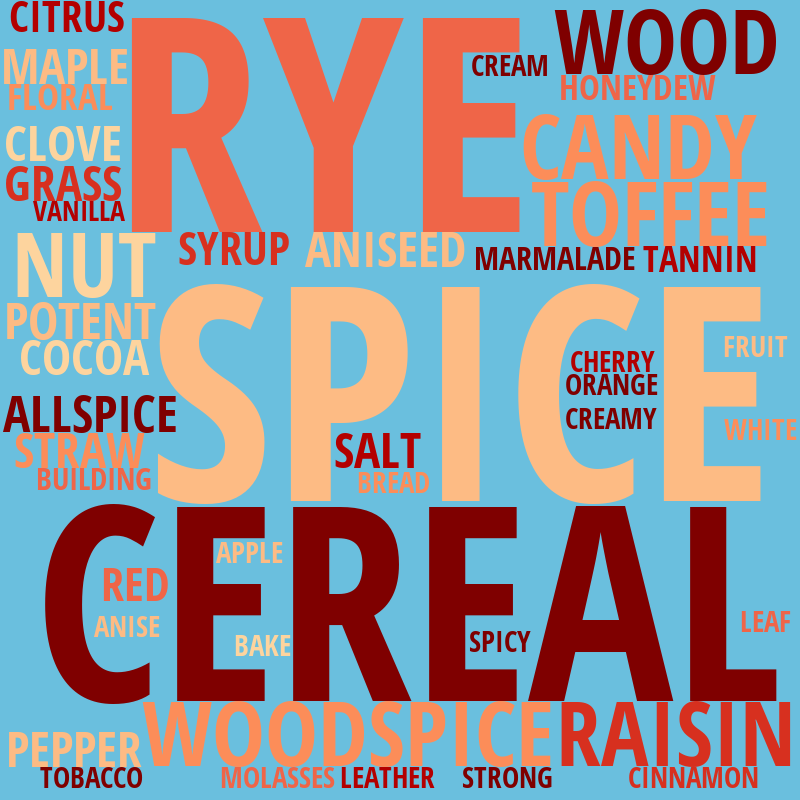 CITRUS
RYE
WOOD
MAPLE
CREAM
HONEYDEW
FLORAL
CLOVE
CANDY
GRASS
VANILLA
TOFFEE
NUT
SYRUP
ANISEED
MARMALADE
TANNIN
POTENT
SPICE
COCOA
CHERRY
FRUIT
ORANGE
ALLSPICE
CREAMY
WHITE
STRAW
SALT
BUILDING
BREAD
CEREAL
APPLE
RED
ANISE
LEAF
BAKE
SPICY
PEPPER
WOODSPICE
RAISIN
TOBACCO
MOLASSES
LEATHER
STRONG
CINNAMON